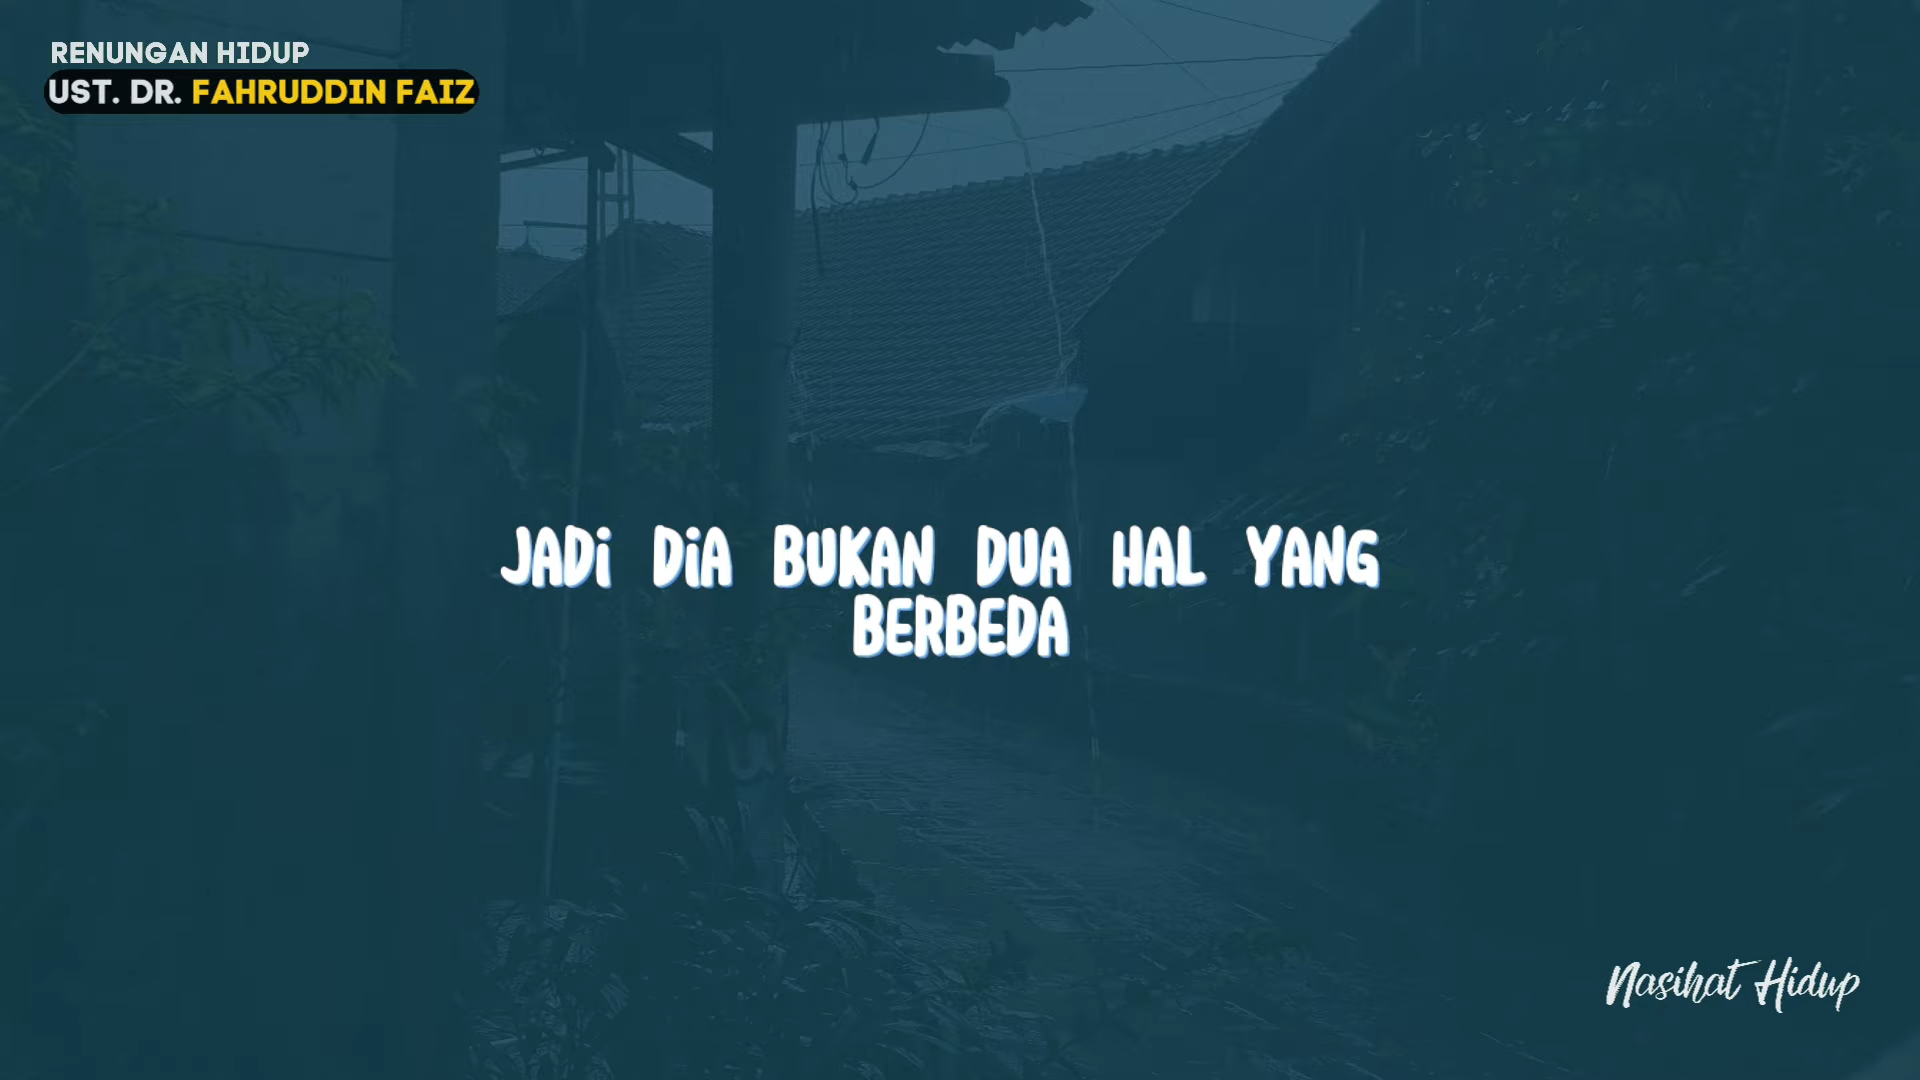 RENUNGAN HIDUP
UST. DR. FAHRUDDIN FAIZ
JADI DIA BUKAN DUA HAL YANG
BERBEDA
Nasihat Hidup